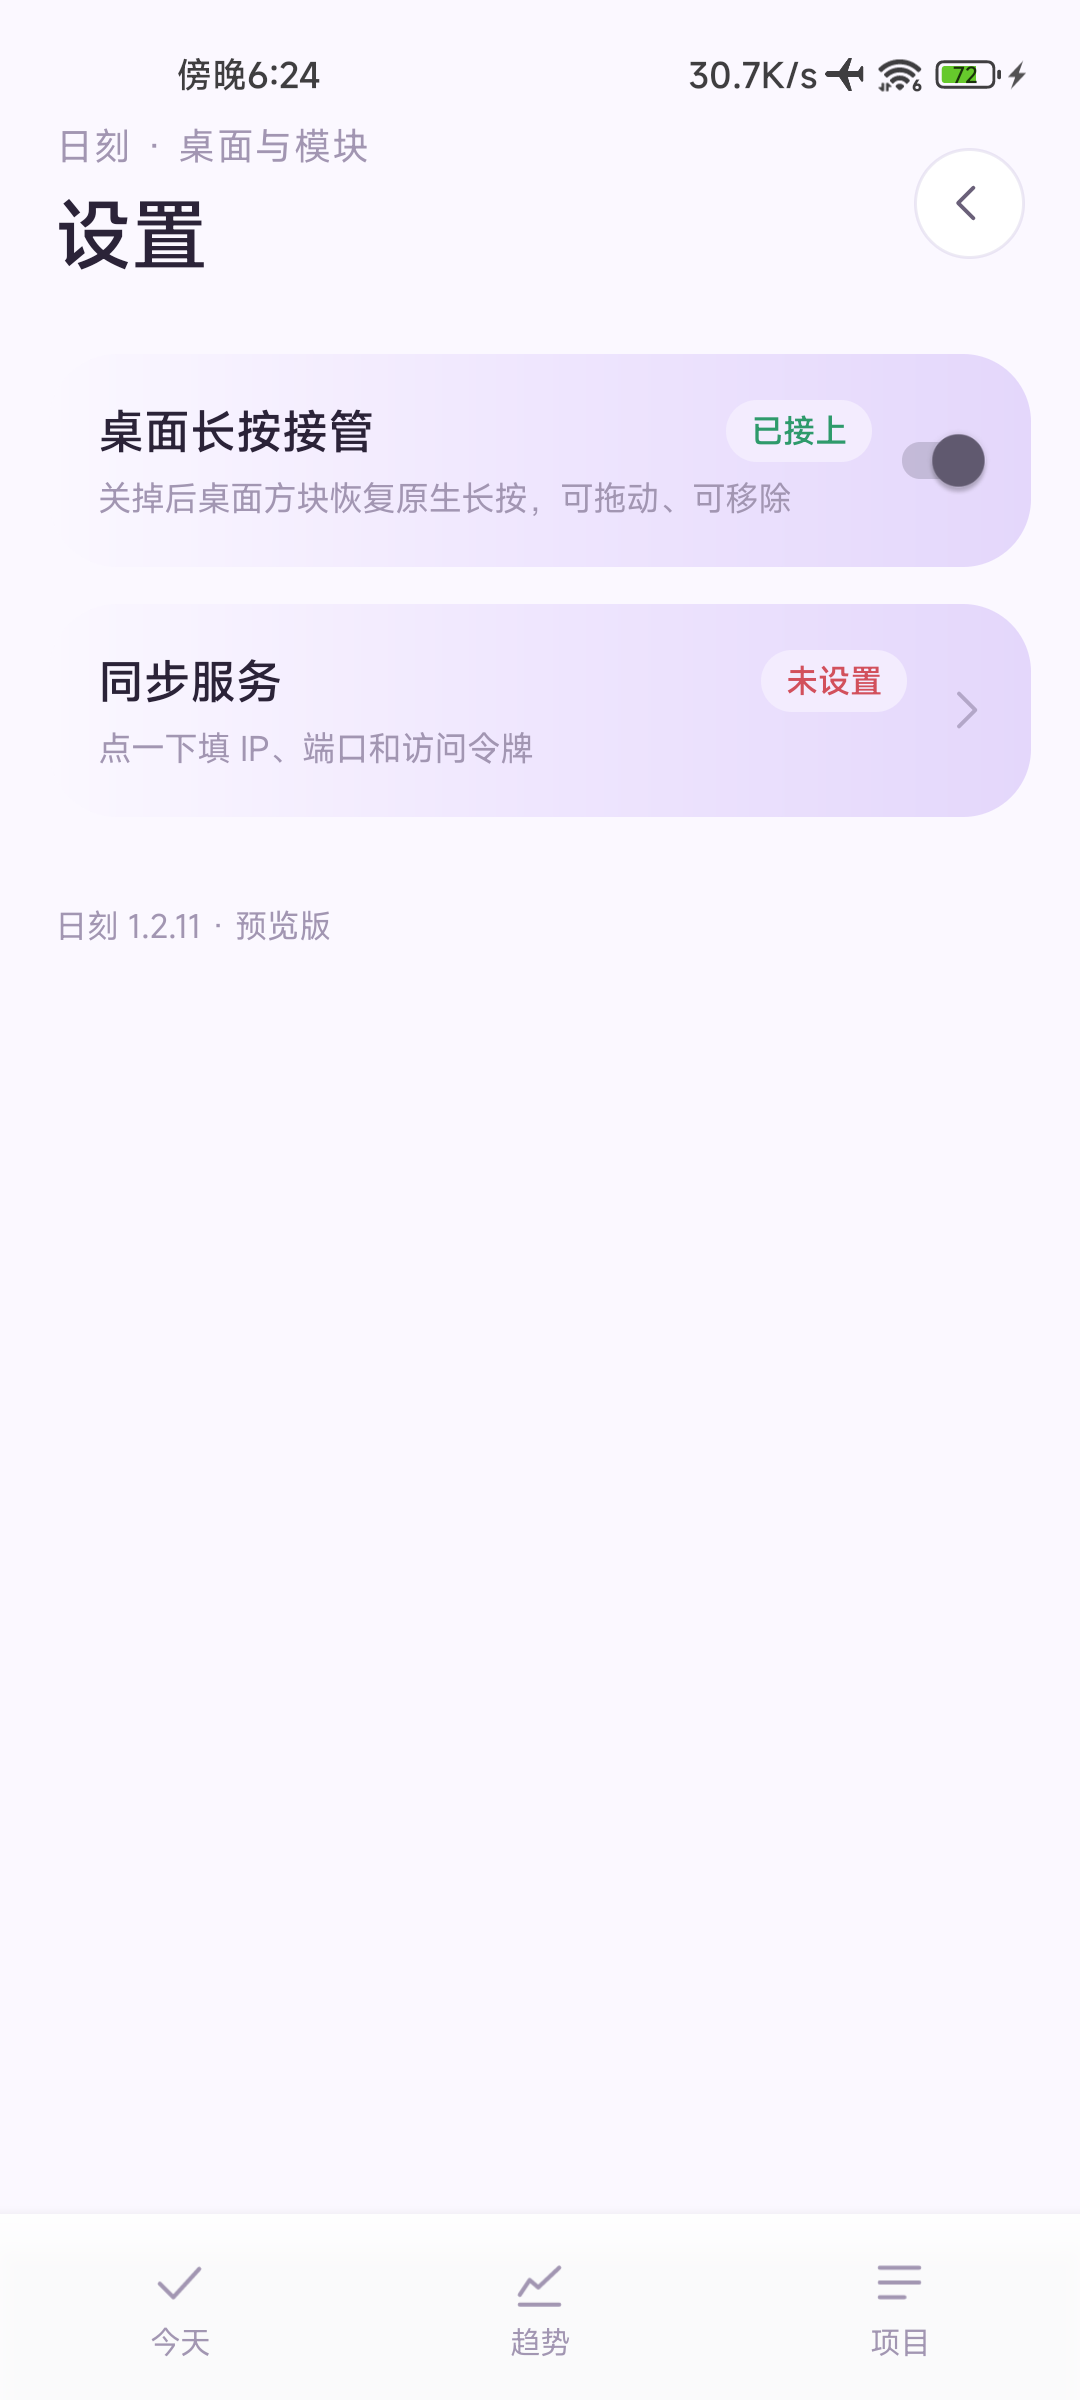 傍晚6:24
30.7K/s
6
72
日刻 · 桌面与模块
设置
桌面长按接管
已接上
关掉后桌面方块恢复原生长按，可拖动、可移除
同步服务
未设置
点一下填 IP、端口和访问令牌
日刻 1.2.11 · 预览版
今天
趋势
项目